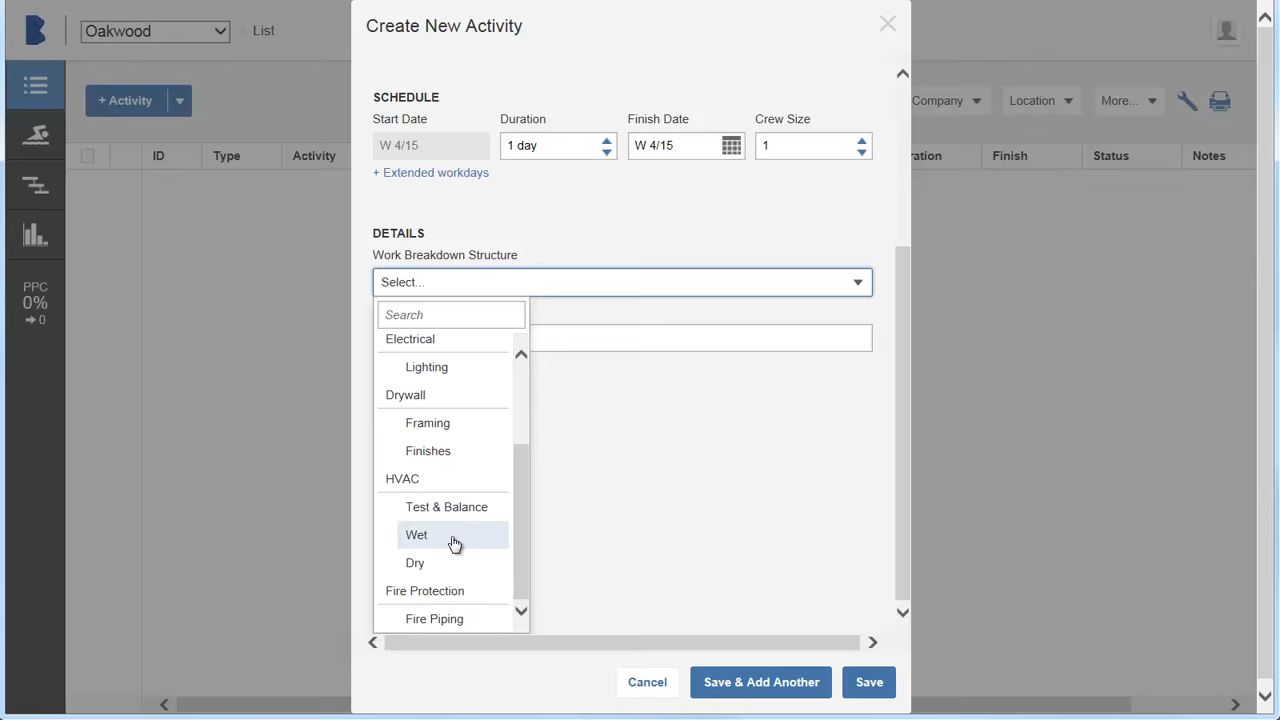 Create New Activity
Oakwood
List
+ Activity
Company
Location
More...
ID
Type
Activity
Finish
Status
Notes
PPC
0%
0
SCHEDULE
Start Date
Duration
Finish Date
Crew Size
W 4/15
1 day
W 4/15
1
+ Extended workdays
DETAILS
Work Breakdown Structure
Select...
Search
Electrical
Lighting
Drywall
Framing
Finishes
HVAC
Test & Balance
Wet
Dry
Fire Protection
Fire Piping
Cancel
Save & Add Another
Save